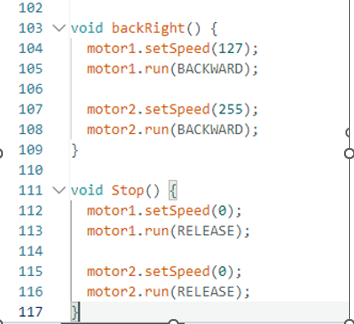 102
103 void backRight() {
104 motor1.setSpeed(127);
105 motor1.run(BACKWARD);
106
107 motor2.setSpeed(255);
108 motor2.run(BACKWARD);
109 }
110
111 void Stop() {
112 motor1.setSpeed(0);
113 motor1.run(RELEASE);
114
115 motor2.setSpeed(0);
116 motor2.run(RELEASE);
117 }